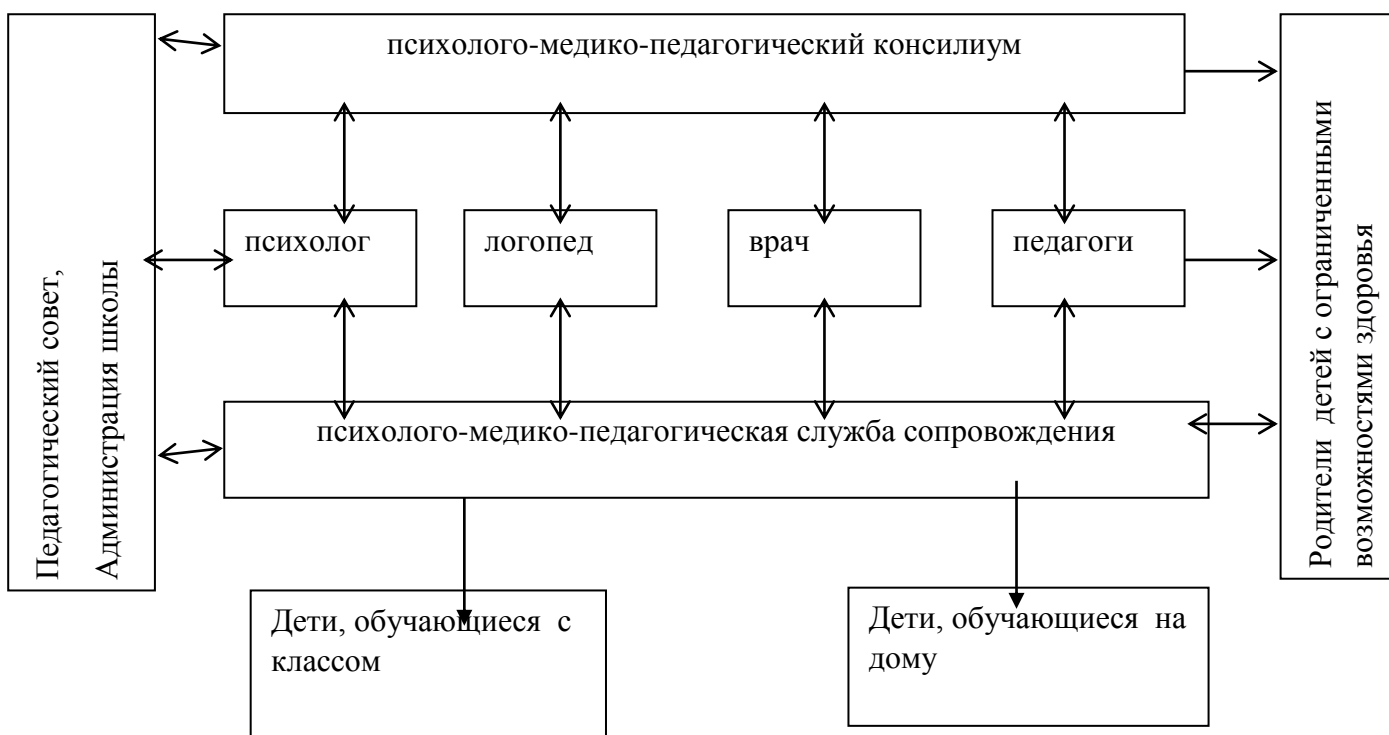 психолого-медико-педагогический консилиум
Педагогический совет,
Администрация школы
психолог
логопед
врач
педагоги
Родители детей с ограниченными
возможностями здоровья
психолого-медико-педагогическая служба сопровождения
Дети, обучающиеся с
классом
Дети, обучающиеся на
дому